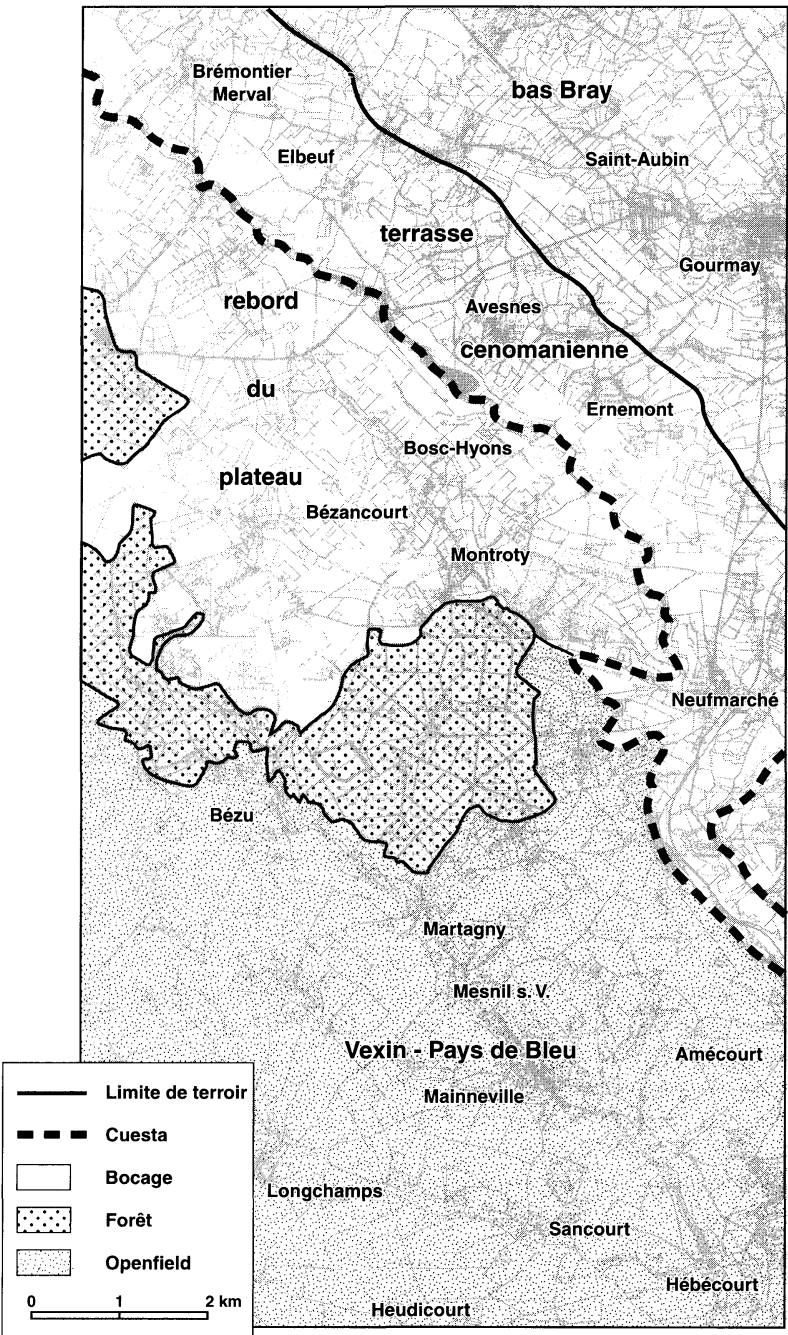 Brémontier
Merval
bas Bray
Elbeuf
Saint-Aubin
terrasse
Gourmay
rebord
Avesnes
cenomanienne
du
Ernemont
Bosc-Hyons
plateau
Bézancourt
Montroty
Neufmarché
Bézu
Martagny
Mesnil s. V.
Vexin - Pays de Bleu
Amécourt
Mainneville
Longchamps
Sancourt
Hébécourt
Heudicourt
Limite de terroir
Cuesta
Bocage
Forêt
Openfield
0 1 2 km